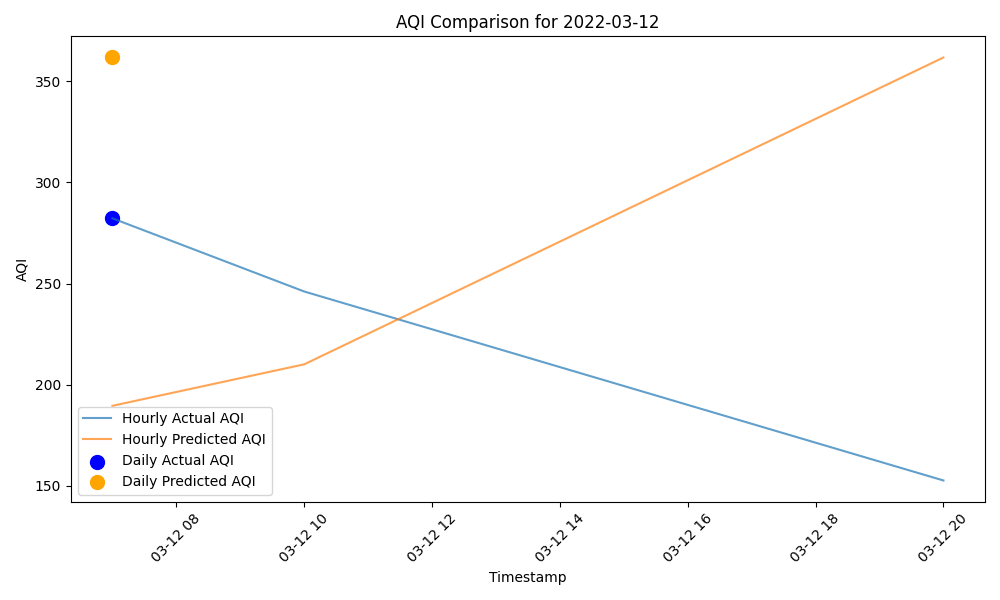 AQI Comparison for 2022-03-12
AQI
350
300
250
200
150
Hourly Actual AQI
Hourly Predicted AQI
Daily Actual AQI
Daily Predicted AQI
03-12 08
03-12 10
03-12 12
03-12 14
03-12 16
03-12 18
03-12 20
Timestamp